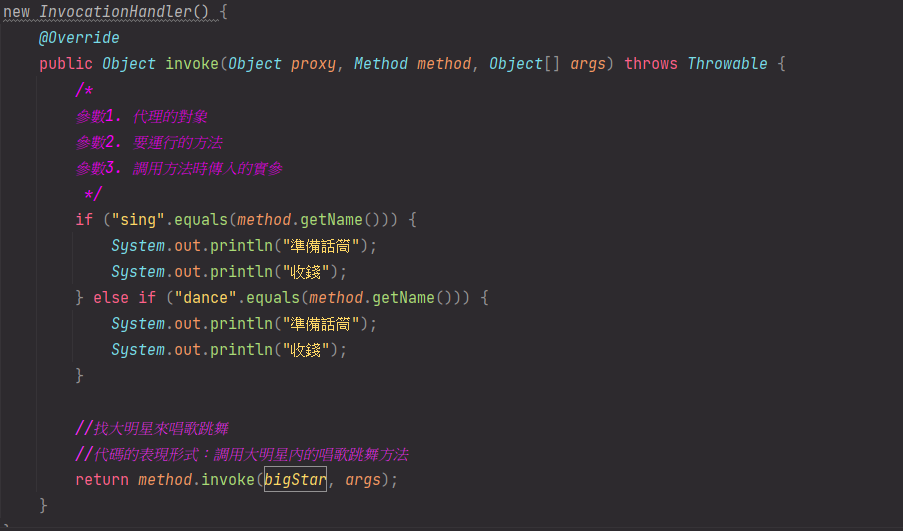 new InvocationHandler() {
@Override
public Object invoke(Object proxy, Method method, Object[] args) throws Throwable {
/*
參數1. 代理的對象
參數2. 要運行的方法
參數3. 調用方法時傳入的實參
*/
if ("sing".equals(method.getName())) {
System.out.println("準備話筒");
System.out.println("收錢");
} else if ("dance".equals(method.getName())) {
System.out.println("準備話筒");
System.out.println("收錢");
}
//找大明星來唱歌跳舞
//代碼的表現形式：調用大明星內的唱歌跳舞方法
return method.invoke(bigStar, args);
}